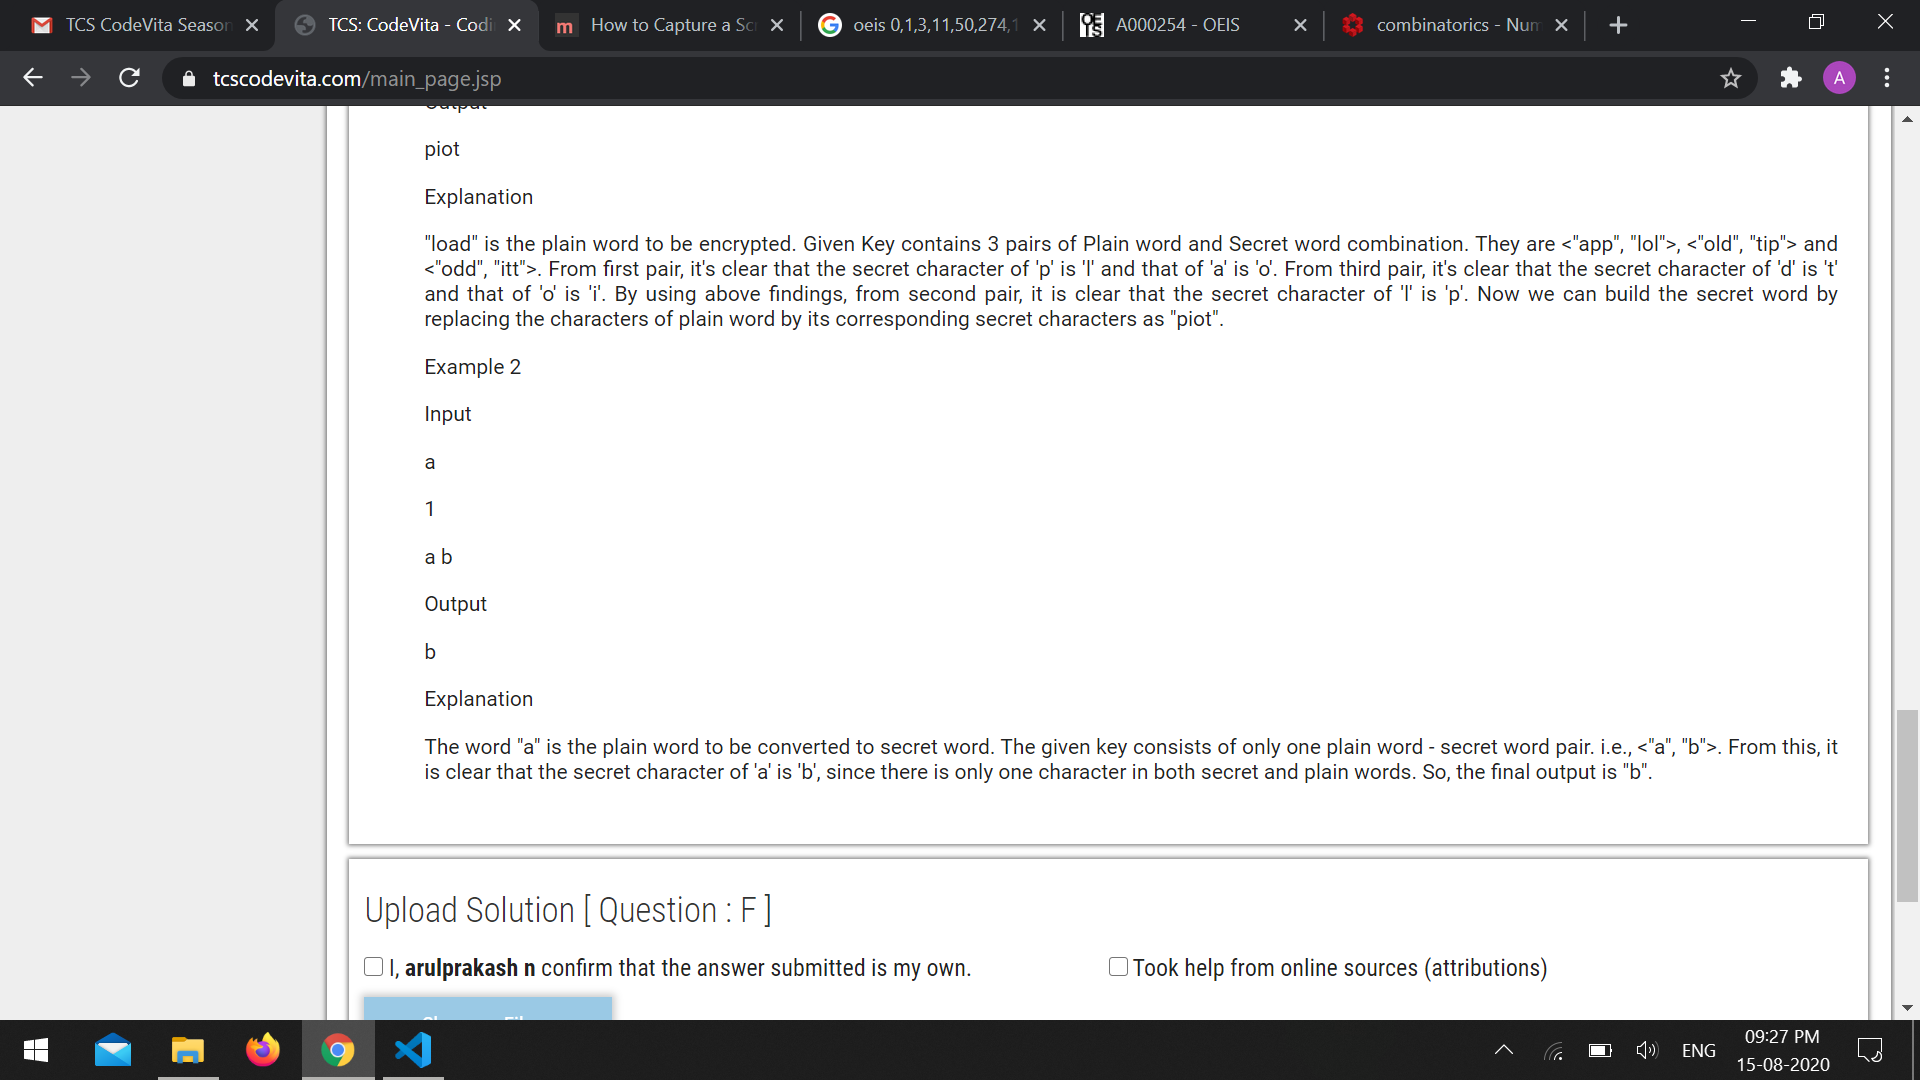 TCS CodeVita Season
TCS: CodeVita - Codi
How to Capture a Sc
oeis 0,1,3,11,50,274,1
A000254 - OEIS
combinatorics - Num
tcscodevita.com/main_page.jsp
A
Output
piot
Explanation
"load" is the plain word to be encrypted. Given Key contains 3 pairs of Plain word and Secret word combination. They are <"app", "lol">, <"old", "tip"> and
<"odd", "itt">. From first pair, it's clear that the secret character of 'p' is 'l' and that of 'a' is 'o'. From third pair, it's clear that the secret character of 'd' is 't'
and that of 'o' is 'i'. By using above findings, from second pair, it is clear that the secret character of 'l' is 'p'. Now we can build the secret word by
replacing the characters of plain word by its corresponding secret characters as "piot".
Example 2
Input
a
1
a b
Output
b
Explanation
The word "a" is the plain word to be converted to secret word. The given key consists of only one plain word - secret word pair. i.e., <"a", "b">. From this, it
is clear that the secret character of 'a' is 'b', since there is only one character in both secret and plain words. So, the final output is "b".
Upload Solution [ Question : F ]
I, arulprakash n confirm that the answer submitted is my own.
Took help from online sources (attributions)
ENG
09:27 PM
15-08-2020